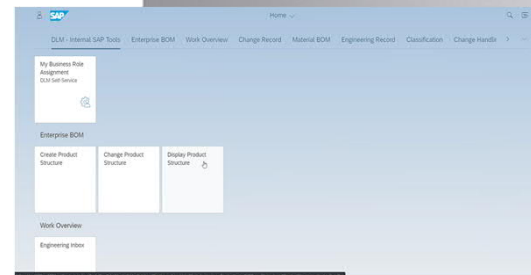 SAP
Home
DLM - Internal SAP Tools Enterprise BOM Work Overview Change Record Material BOM Engineering Record Classification Change Handlin
My Business Role
Assignment
DLM Self-Service
Enterprise BOM
Create Product
Structure
Change Product
Structure
Display Product
Structure
Work Overview
Engineering Inbox